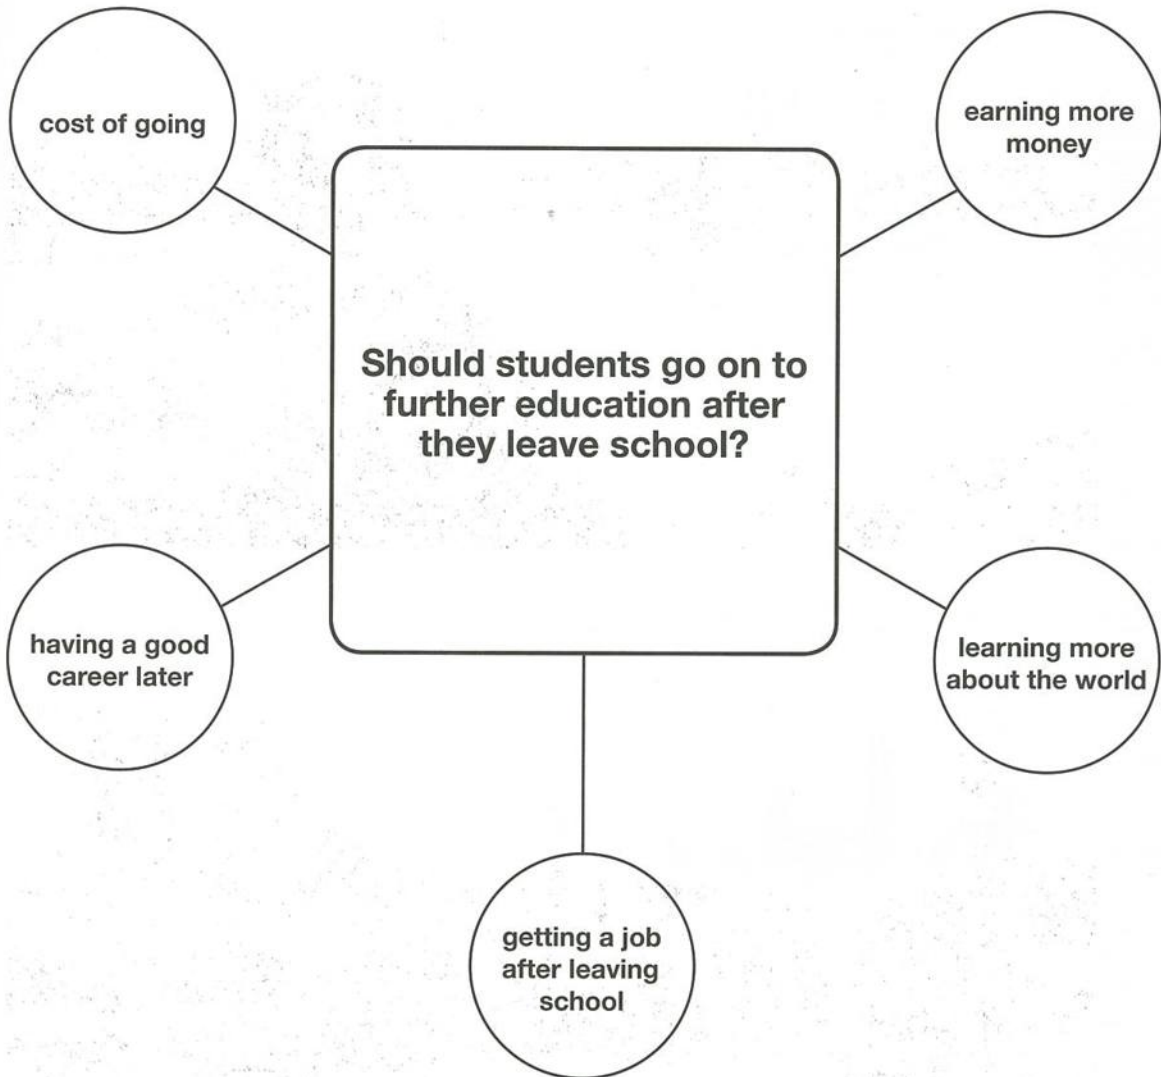 cost of going
earning more
money
Should students go on to
further education after
they leave school?
having a good
career later
learning more
about the world
getting a job
after leaving
school